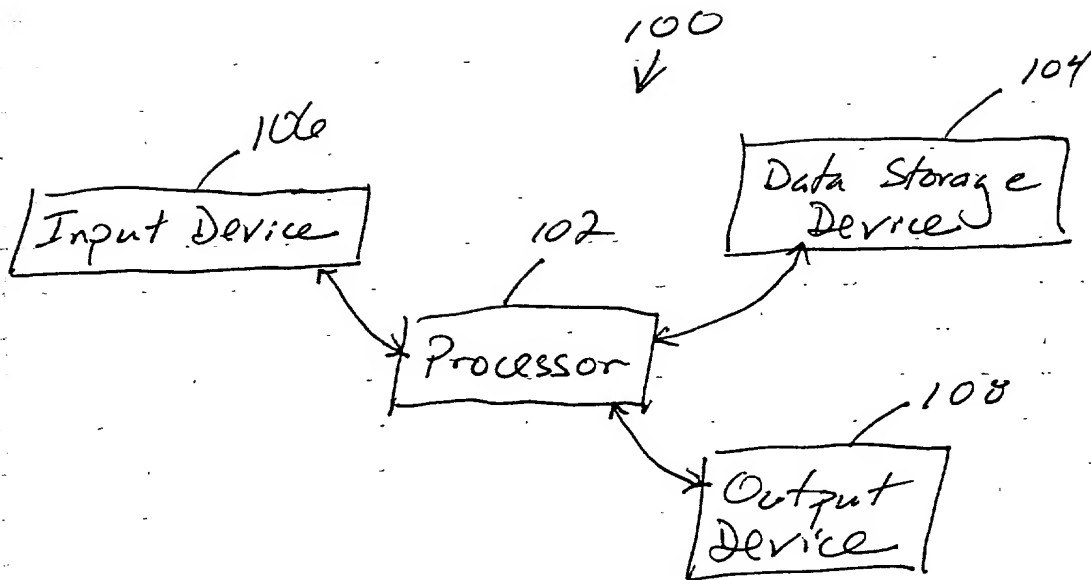 100
104
106
Data Storage
Device
Input Device
102
Processor
108
Output
Device